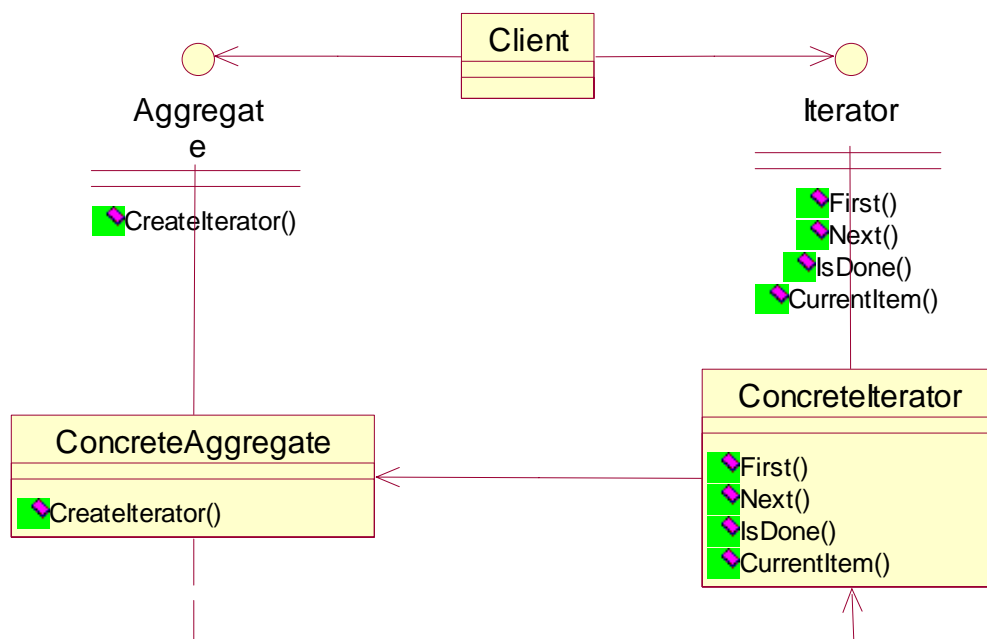 Client
Aggregat
e
CreateIterator()
Iterator
First()
Next()
IsDone()
CurrentItem()
ConcreteAggregate
CreateIterator()
ConcreteIterator
First()
Next()
IsDone()
CurrentItem()